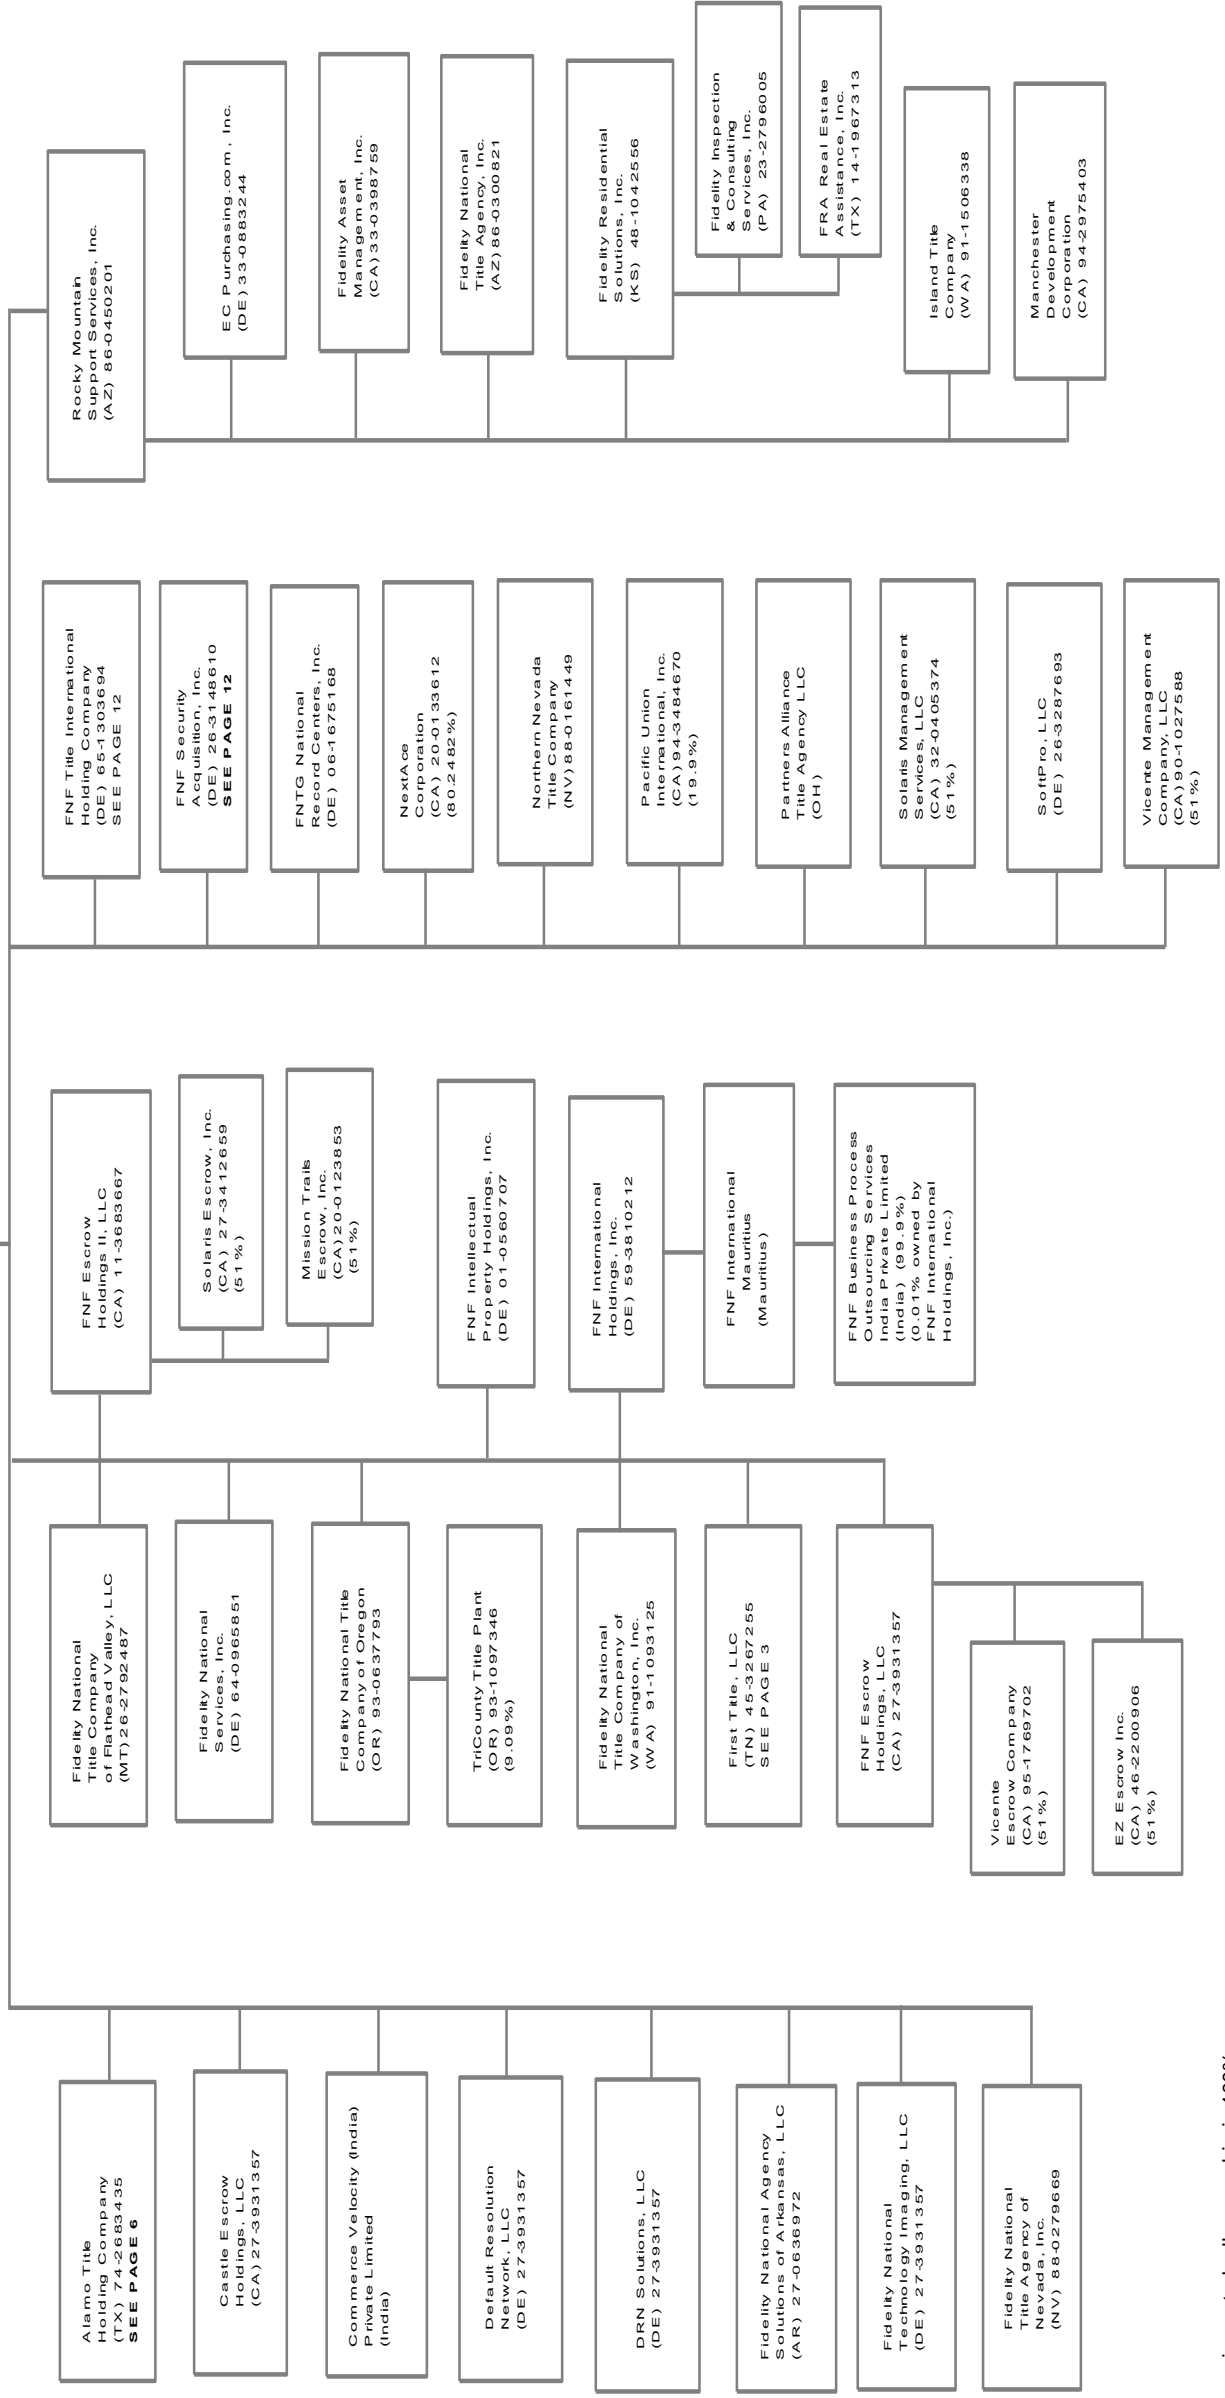 Alamo Title
Holding Company
(TX) 74-2683435
SEE PAGE 6
Castle Escrow
Holdings, LLC
(CA) 27-3931357
Commerce Velocity (India)
Private Limited
(India)
Default Resolution
Network, LLC
(DE) 27-3931357
DRN Solutions, LLC
(DE) 27-3931357
Fidelity National Agency
Solutions of Arkansas, LLC
(AR) 27-0636972
Fidelity National
Technology Imaging, LLC
(DE) 27-3931357
Fidelity National
Title Agency of
Nevada, Inc.
(NV) 88-0279669
Fidelity National
Title Company
of Flathead Valley, LLC
(MT) 26-2792487
Fidelity National
Services, Inc.
(DE) 64-0965851
Fidelity National Title
Company of Oregon
(OR) 93-0637793
TriCounty Title Plant
(OR) 93-1097346
(9.09%)
Fidelity National
Title Company of
Washington, Inc.
(WA) 91-1093125
First Title, LLC
(TN) 45-3267255
SEE PAGE 3
FNF Escrow
Holdings, LLC
(CA) 27-3931357
Vicente
Escrow Company
(CA) 95-1769702
(51%)
EZ Escrow Inc.
(CA) 46-2200906
(51%)
FNF Escrow
Holdings II, LLC
(CA) 11-3683667
Solaris Escrow, Inc.
(CA) 27-3412659
(51%)
Mission Trails
Escrow, Inc.
(CA) 20-0123853
(51%)
FNF Intellectual
Property Holdings, Inc.
(DE) 01-0560707
FNF International
Holdings, Inc.
(DE) 59-3810212
FNF International
Mauritius
(Mauritius)
FNF Business Process
Outsourcing Services
India Private Limited
(India) (99.9%)
(0.01% owned by
FNF International
Holdings, Inc.)
FNF Title International
Holding Company
(DE) 65-1303694
SEE PAGE 12
FNF Security
Acquisition, Inc.
(DE) 26-3148610
SEE PAGE 12
FNTG National
Record Centers, Inc.
(DE) 06-1675168
NextAce
Corporation
(CA) 20-0133612
(80.2482%)
Northern Nevada
Title Company
(NV) 88-0161449
Pacific Union
International, Inc.
(CA) 94-3484670
(19.9%)
Partners Alliance
Title Agency LLC
(OH)
Solaris Management
Services, LLC
(CA) 32-0405374
(51%)
SoftPro, LLC
(DE) 26-3287693
Vicente Management
Company, LLC
(CA) 90-1027588
(51%)
Rocky Mountain
Support Services, Inc.
(AZ) 86-0450201
EC Purchasing.com, Inc.
(DE) 33-0883244
Fidelity Asset
Management, Inc.
(CA) 33-0398759
Fidelity National
Title Agency, Inc.
(AZ) 86-0300821
Fidelity Residential
Solutions, Inc.
(KS) 48-1042556
Fidelity Inspection
& Consulting
Services, Inc.
(PA) 23-2796005
FRA Real Estate
Assistance, Inc.
(TX) 14-1967313
Island Title
Company
(WA) 91-1506338
Manchester
Development
Corporation
(CA) 94-2975403